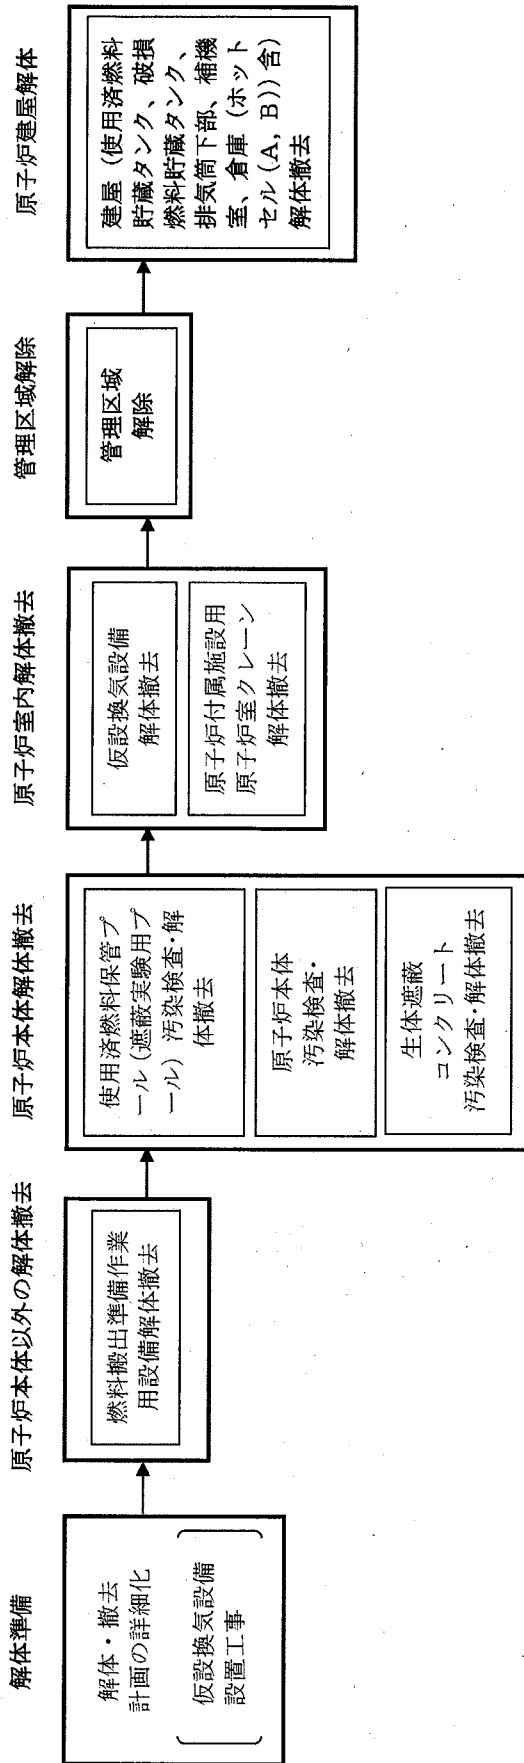 解体準備
解体・撤去
計画の詳細化
仮設換気設備
設置工事
原子炉本体以外の解体撤去
燃料搬出準備作業
用設備解体撤去
原子炉本体解体撤去
使用済燃料保管プ
ール(遮蔽実験用プ
ール) 汚染検査・解
体撤去
原子炉本体
汚染検査・
解体撤去
生体遮蔽
コンクリート
汚染検査・解体撤去
原子炉室内解体撤去
仮設換気設備
解体撤去
原子炉付属施設用
原子炉室クレーン
解体撤去
管理区域解除
管理区域
解除
原子炉建屋解体
建屋(使用済燃料
貯蔵タンク、破損
燃料貯蔵タンク、
排気筒下部、補機
室、倉庫(ホット
セル(A, B))含)
解体撤去